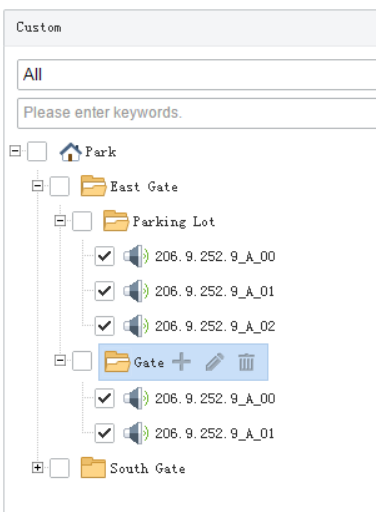 Custom
All
Please enter keywords.
Park
East Gate
Parking Lot
206.9.252.9_A_00
206.9.252.9_A_01
206.9.252.9_A_02
Gate
206.9.252.9_A_00
206.9.252.9_A_01
South Gate